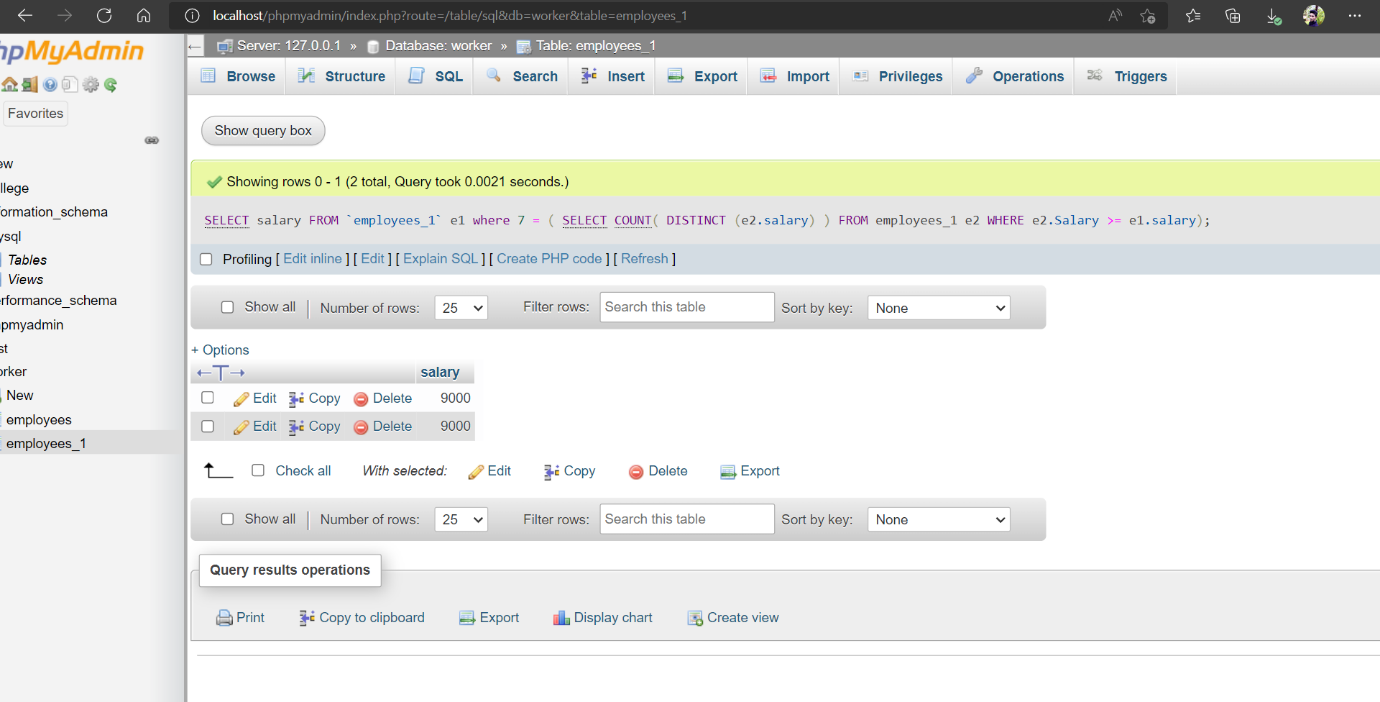 localhost/phpmyadmin/index.php?route=/table/sql&db=worker&table=employees_1
hpMyAdmin
Favorites
ew
llege
formation_schema
ysql
Tables
Views
erformance_schema
pmyadmin
st
orker
New
employees
employees_1
Server: 127.0.0.1 » Database: worker » Table: employees_1
Browse Structure SQL Search Insert Export Import Privileges Operations Triggers
Show query box
Showing rows 0 - 1 (2 total, Query took 0.0021 seconds.)
SELECT salary FROM `employees_1` e1 where 7 = ( SELECT COUNT( DISTINCT (e2.salary) ) FROM employees_1 e2 WHERE e2.Salary >= e1.salary);
Profiling [ Edit inline ] [ Edit ] [ Explain SQL ] [ Create PHP code ] [ Refresh ]
Show all | Number of rows: 25 Filter rows: Search this table Sort by key: None
+ Options
←T→ salary
Edit Copy Delete 9000
Edit Copy Delete 9000
Check all With selected: Edit Copy Delete Export
Show all | Number of rows: 25 Filter rows: Search this table Sort by key: None
Query results operations
Print Copy to clipboard Export Display chart Create view